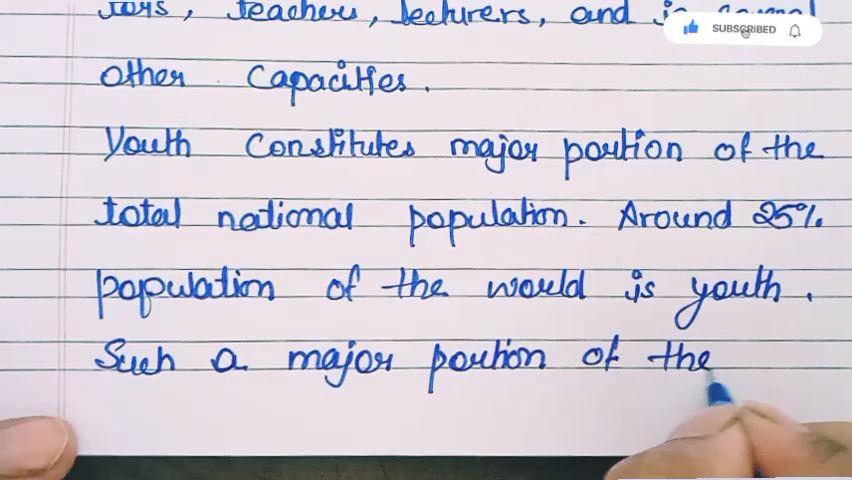 teachers, lecturers, and in
SUBSCRIBED
other Capacities.
Youth Constitutes major portion of the
total national population. Around 25%
population of the world is youth.
Such a major portion of the